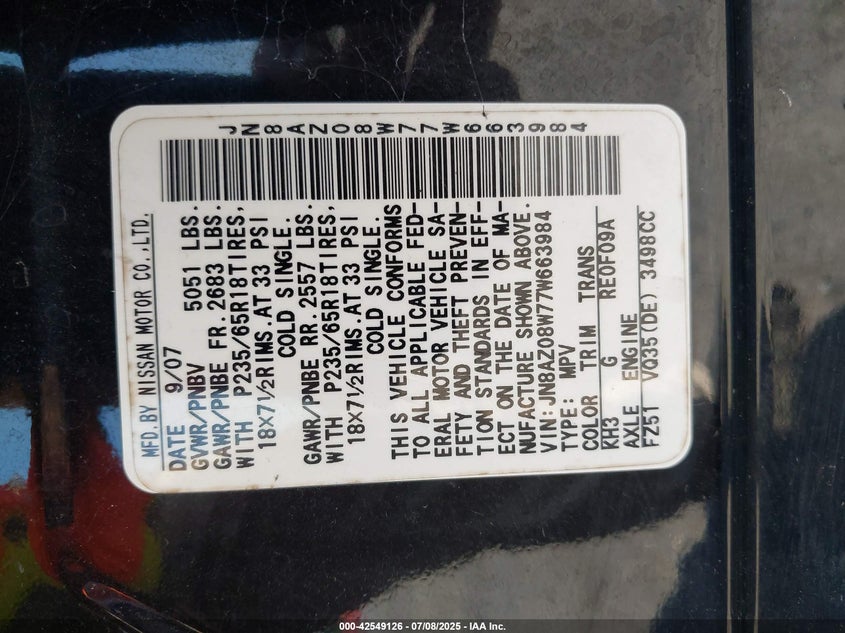 JN8AZ08W77W663984
MFD.BY NISSAN MOTOR CO.,LTD.
DATE 9/07
GVWR/PNBV 5051 LBS.
GAWR/PNBE FR.2683 LBS.
WITH P235/65R18TIRES,
18X7½RIMS.AT 33 PSI
COLD SINGLE.
GAWR/PNBE RR.2557 LBS.
WITH P235/65R18TIRES,
18X7½RIMS.AT 33 PSI
COLD SINGLE.
THIS VEHICLE CONFORMS
TO ALL APPLICABLE FED-
ERAL MOTOR VEHICLE SA-
FETY AND THEFT PREVEN-
TION STANDARDS IN EFF-
ECT ON THE DATE OF MA-
NUFACTURE SHOWN ABOVE.
VIN:JN8AZ08W77W663984
TYPE: MPV
COLOR TRIM TRANS
KH3 G RE0F09A
AXLE ENGINE
FZ51 VQ35(DE) 3498CC
000-42549126 - 07/08/2025 - IAA Inc.